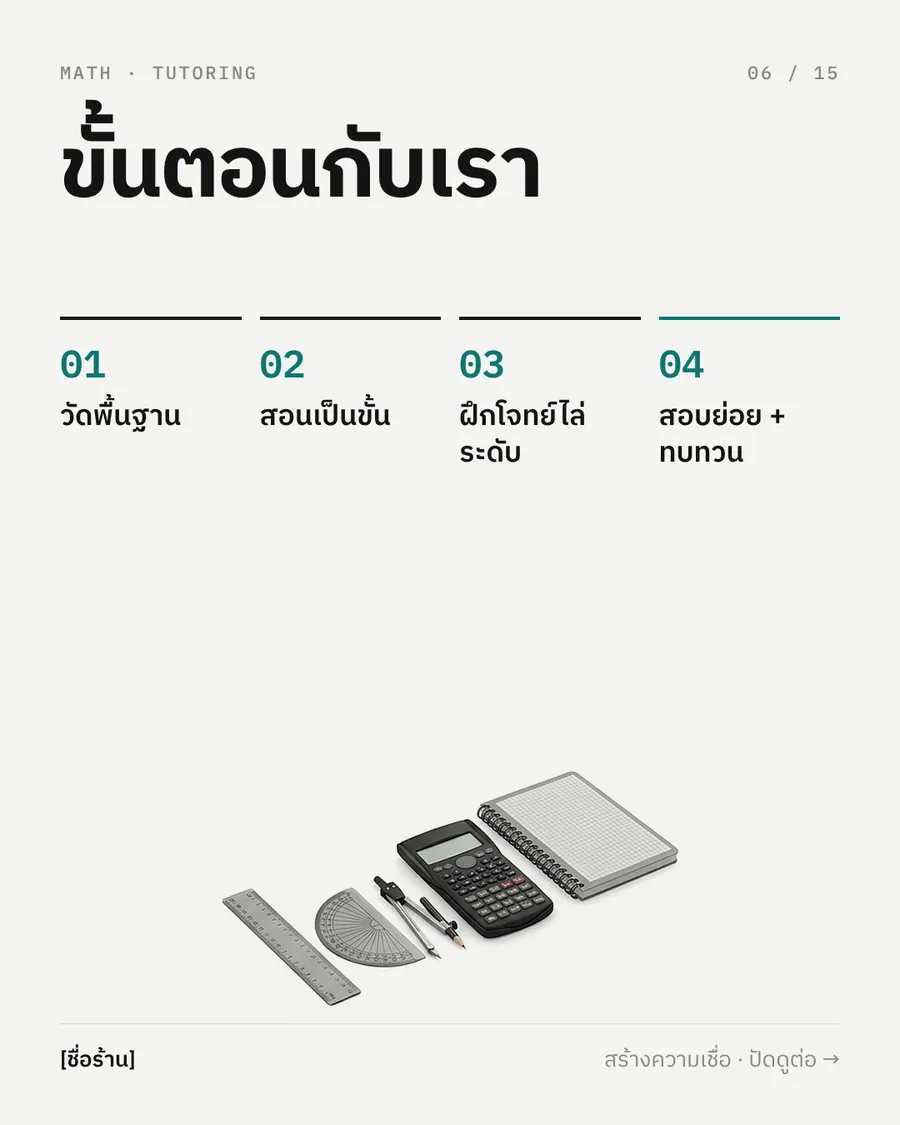 MATH · TUTORING
06 / 15
ขั้นตอนกับเรา
01
วัดพื้นฐาน
02
สอนเป็นขั้น
03
ฝึกโจทย์ไล่
ระดับ
04
สอบย่อย +
ทบทวน
[ชื่อร้าน]
สร้างความเชื่อ · ปัดดูต่อ →